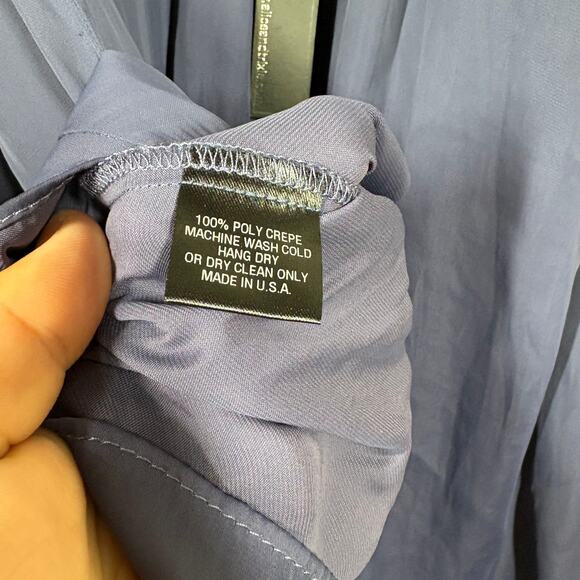 100% POLY CREPE
MACHINE WASH COLD
HANG DRY
OR DRY CLEAN ONLY
MADE IN U.S.A.